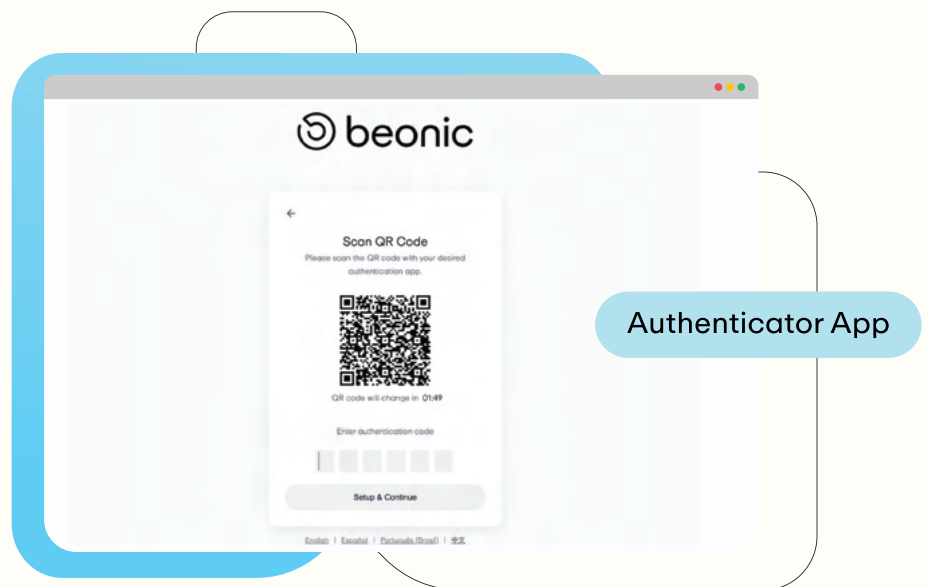 beonic
Scan QR Code
Please scan the QR code with your desired
authentication app.
QR code will change in 01:49
Enter authentication code
Setup & Continue
English | Español | Português (Brasil) | 中文
Authenticator App